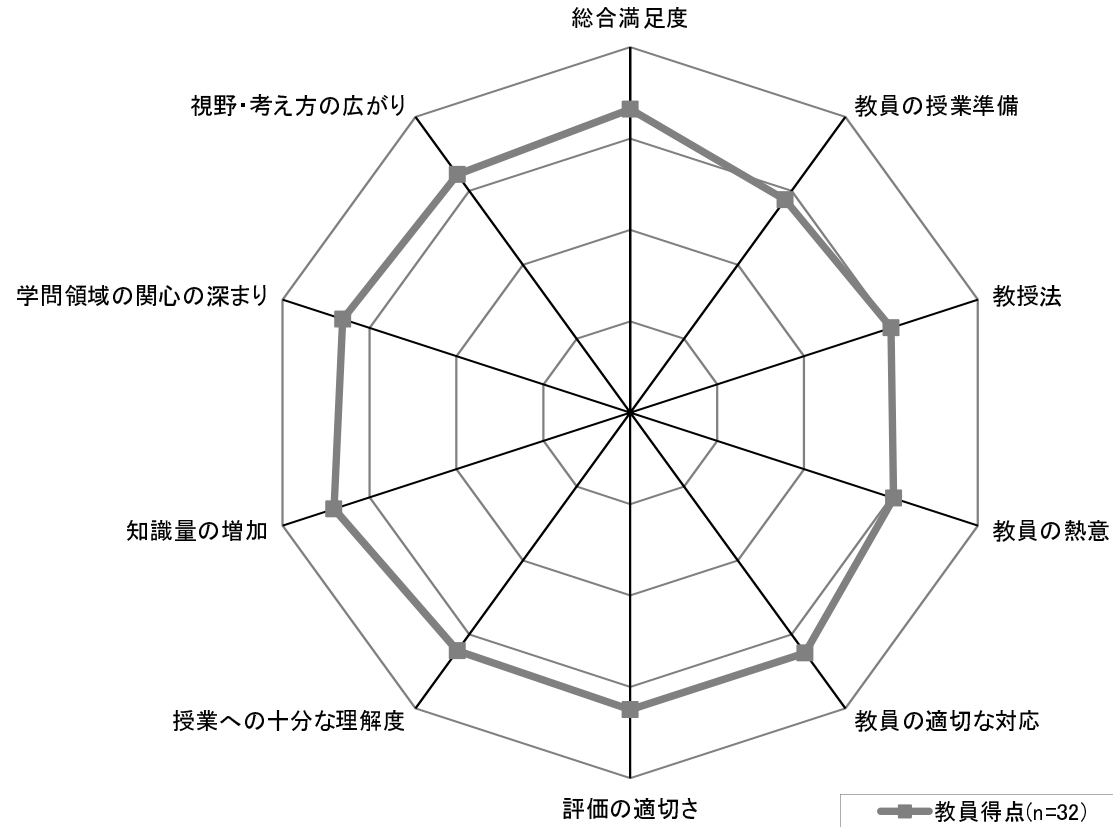 総合満足度
視野・考え方の広がり
教員の授業準備
学問領域の関心の深まり
教授法
知識量の増加
教員の熱意
授業への十分な理解度
教員の適切な対応
評価の適切さ
教員得点(n=32)